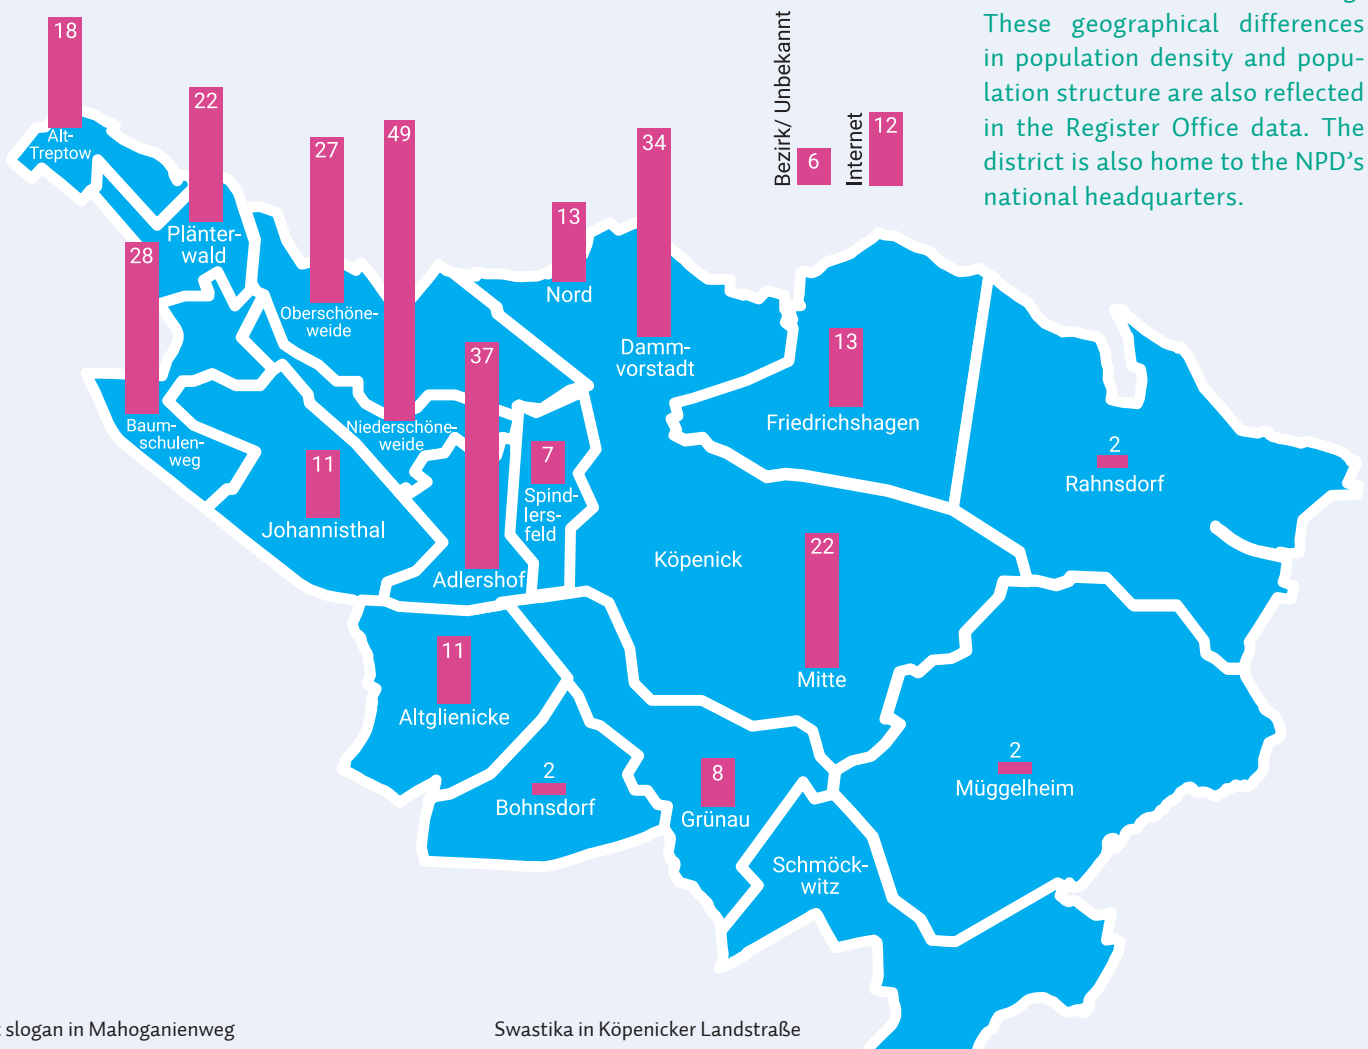 18
Alt-
Treptow
22
Plänter-
wald
28
Baum-
schulen-
weg
27
Oberschöne-
weide
49
Niederschöne-
weide
11
Johannisthal
37
Adlershof
7
Spind-
lers-
feld
13
Nord
34
Damm-
vorstadt
Bezirk/ Unbekannt
6
Internet
12
These geographical differences
in population density and popu-
lation structure are also reflected
in the Register Office data. The
district is also home to the NPD’s
national headquarters.
13
Friedrichshagen
2
Rahnsdorf
Köpenick
22
Mitte
11
Altglienicke
2
Bohnsdorf
8
Grünau
2
Müggelheim
Schmöck-
witz
slogan in Mahoganienweg
Swastika in Köpenicker Landstraße